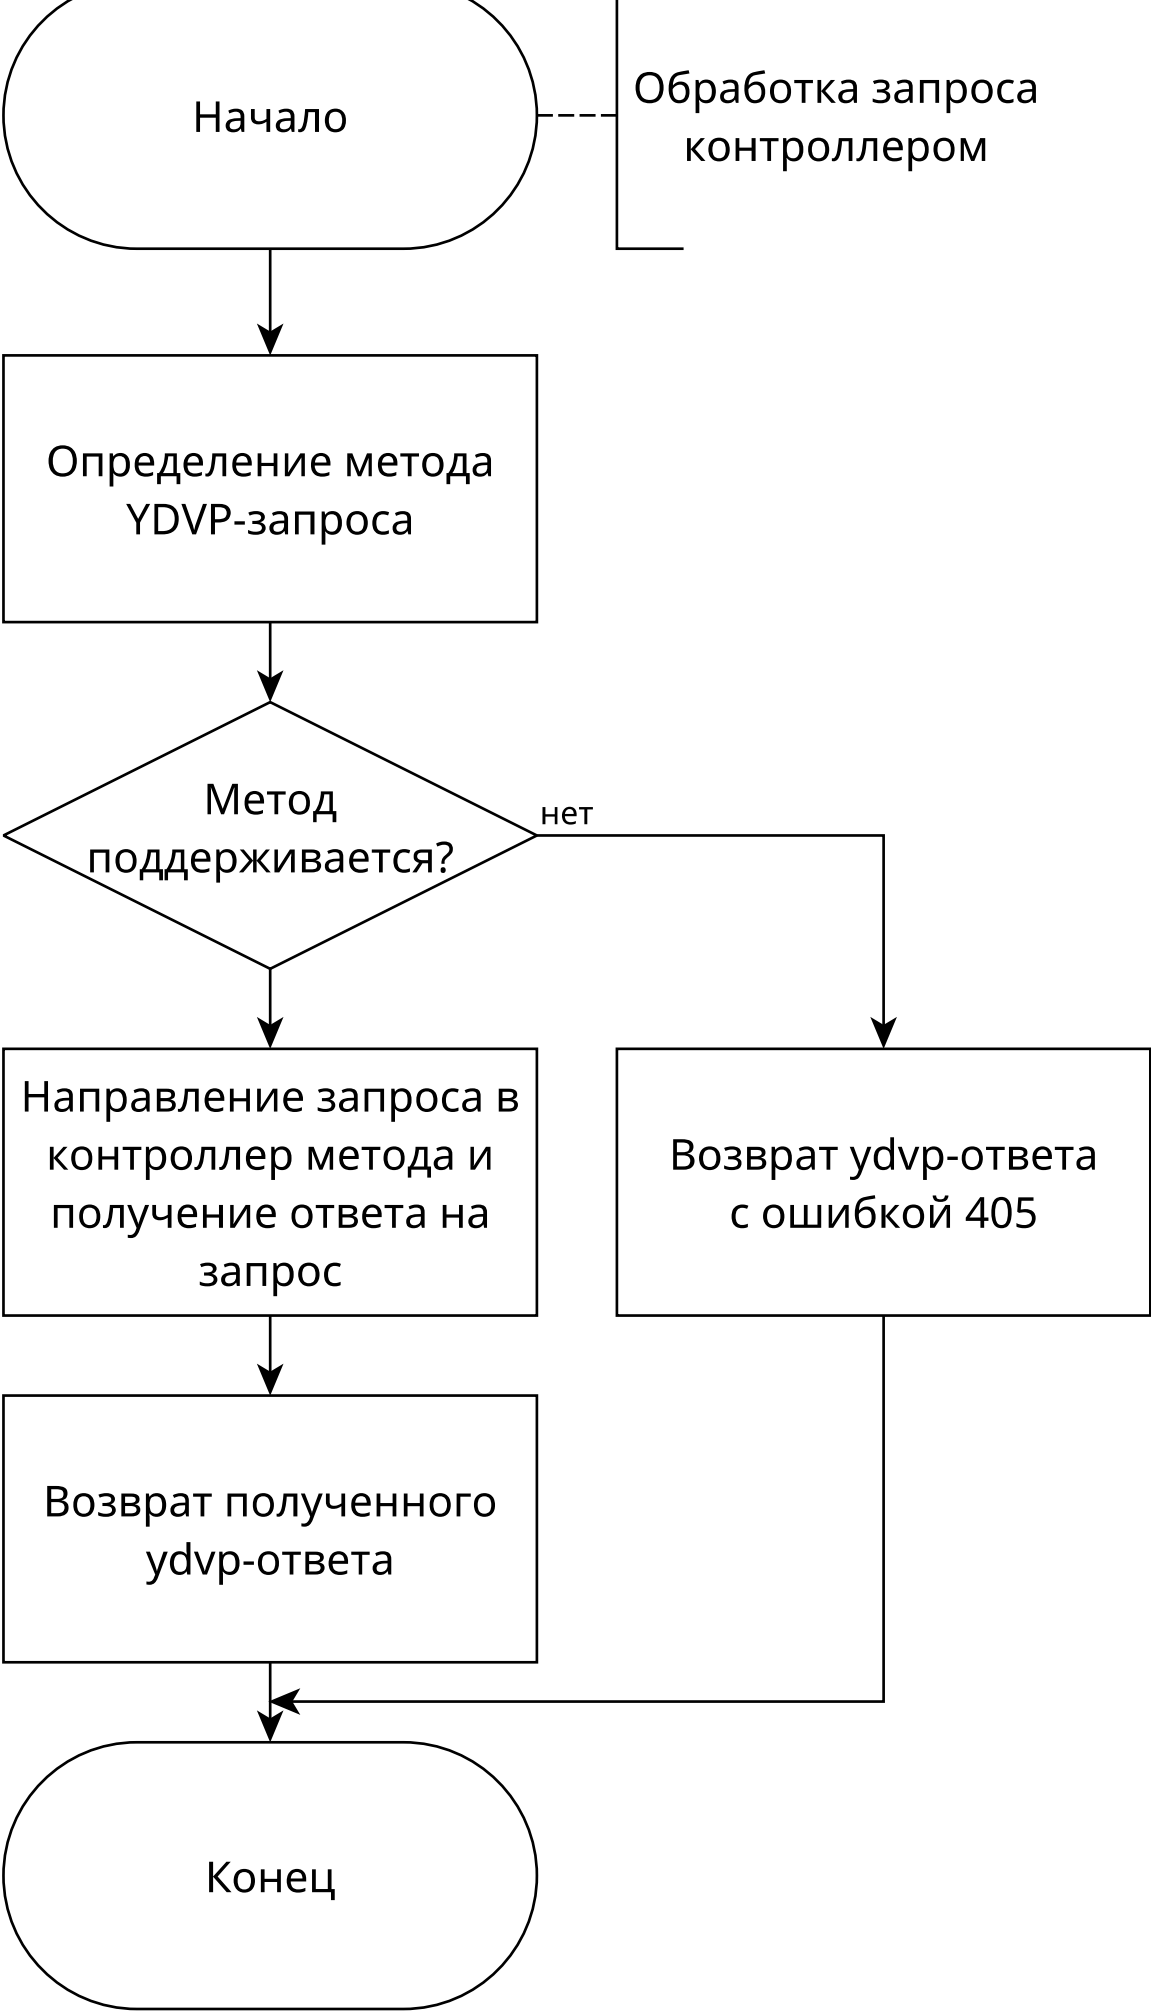 Начало
Обработка запроса
контроллером
Определение метода
YDVP-запроса
Метод
поддерживается?
нет
Направление запроса в
контроллер метода и
получение ответа на
запрос
Возврат ydvp-ответа
с ошибкой 405
Возврат полученного
ydvp-ответа
Конец